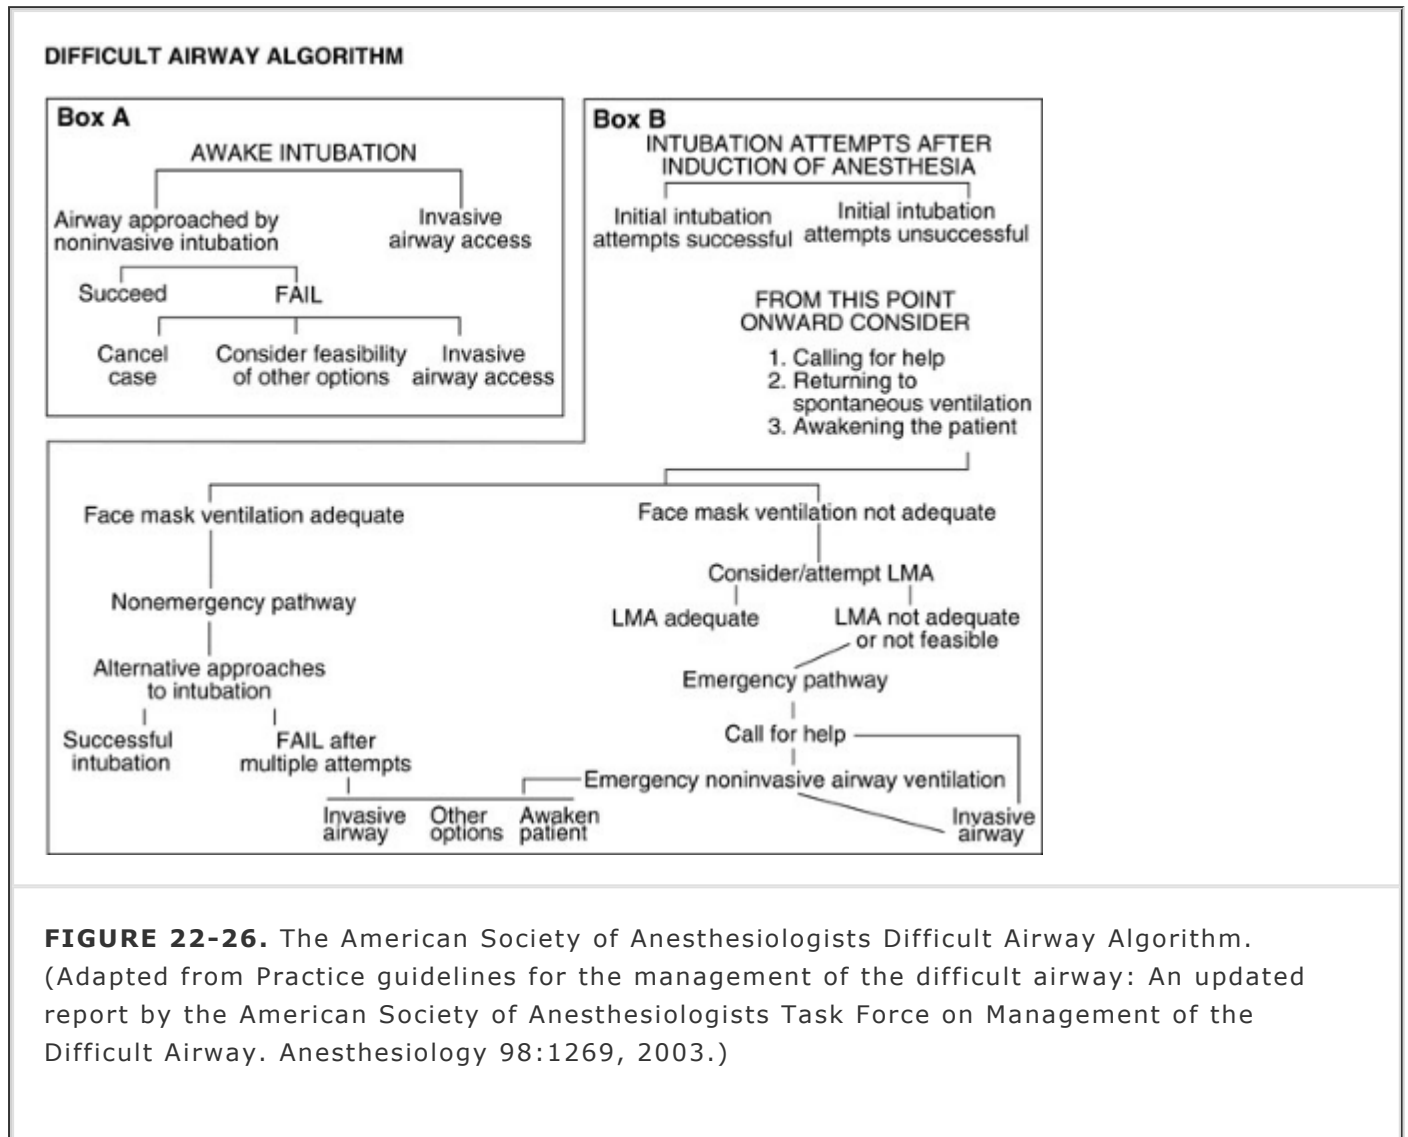 DIFFICULT AIRWAY ALGORITHM
Box A
AWAKE INTUBATION
Airway approached by
noninvasive intubation
Invasive
airway access
Succeed
FAIL
Cancel
case
Consider feasibility
of other options
Invasive
airway access
Box B
INTUBATION ATTEMPTS AFTER
INDUCTION OF ANESTHESIA
Initial intubation
attempts successful
Initial intubation
attempts unsuccessful
FROM THIS POINT
ONWARD CONSIDER
1. Calling for help
2. Returning to
spontaneous ventilation
3. Awakening the patient
Face mask ventilation adequate
Nonemergency pathway
Alternative approaches
to intubation
Successful
intubation
FAIL after
multiple attempts
Invasive
airway
Other
options
Awaken
patient
Face mask ventilation not adequate
Consider/attempt LMA
LMA adequate
LMA not adequate
or not feasible
Emergency pathway
Call for help
Emergency noninvasive airway ventilation
Invasive
airway
FIGURE 22-26. The American Society of Anesthesiologists Difficult Airway Algorithm.
(Adapted from Practice guidelines for the management of the difficult airway: An updated
report by the American Society of Anesthesiologists Task Force on Management of the
Difficult Airway. Anesthesiology 98:1269, 2003.)